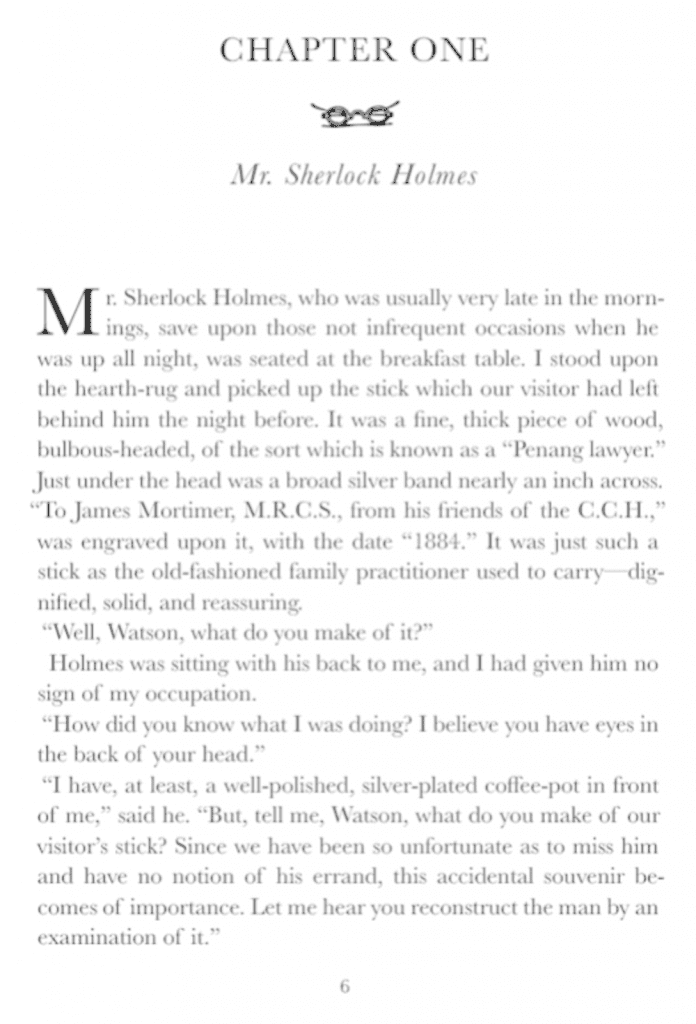 CHAPTER ONE
Mr. Sherlock Holmes
Mr. Sherlock Holmes, who was usually very late in the morn-
ings, save upon those not infrequent occasions when he
was up all night, was seated at the breakfast table. I stood upon
the hearth-rug and picked up the stick which our visitor had left
behind him the night before. It was a fine, thick piece of wood,
bulbous-headed, of the sort which is known as a “Penang lawyer.”
Just under the head was a broad silver band nearly an inch across.
“To James Mortimer, M.R.C.S., from his friends of the C.C.H.,”
was engraved upon it, with the date “1884.” It was just such a
stick as the old-fashioned family practitioner used to carry—dig-
nified, solid, and reassuring.
“Well, Watson, what do you make of it?”
Holmes was sitting with his back to me, and I had given him no
sign of my occupation.
“How did you know what I was doing? I believe you have eyes in
the back of your head.”
“I have, at least, a well-polished, silver-plated coffee-pot in front
of me,” said he. “But, tell me, Watson, what do you make of our
visitor’s stick? Since we have been so unfortunate as to miss him
and have no notion of his errand, this accidental souvenir be-
comes of importance. Let me hear you reconstruct the man by an
examination of it.”
6